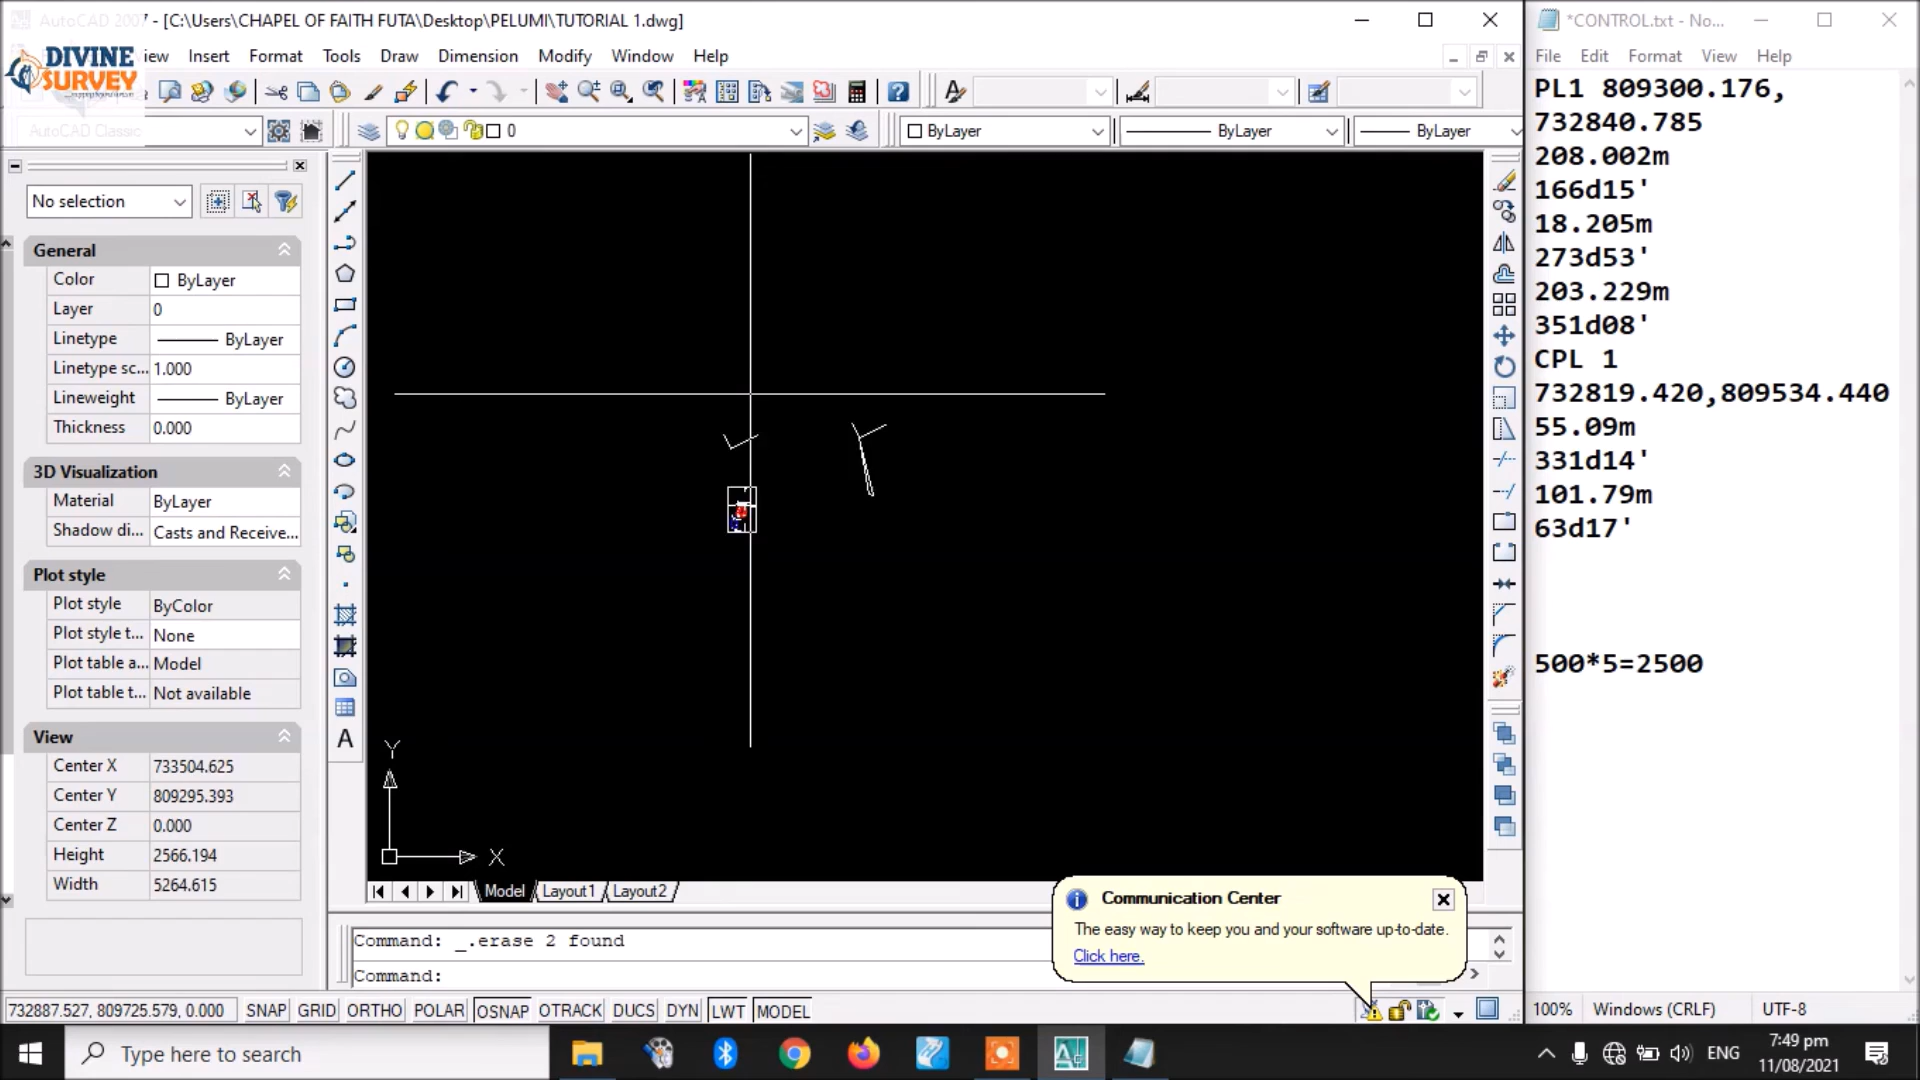 AutoCAD 2007 - [C:\Users\CHAPEL OF FAITH FUTA\Desktop\PELUMI\TUTORIAL 1.dwg]
*CONTROL.txt - No...
DIVINE
SURVEY
iew Insert Format Tools Draw Dimension Modify Window Help
File Edit Format View Help
AutoCAD Classic
0
ByLayer
ByLayer
ByLayer
No selection
General
Color ByLayer
Layer 0
Linetype ByLayer
Linetype sc... 1.000
Lineweight ByLayer
Thickness 0.000
3D Visualization
Material ByLayer
Shadow di... Casts and Receive...
Plot style
Plot style ByColor
Plot style t... None
Plot table a... Model
Plot table t... Not available
View
Center X 733504.625
Center Y 809295.393
Center Z 0.000
Height 2566.194
Width 5264.615
A
Y
X
Model Layout1 Layout2
Command: _.erase 2 found
Command:
Communication Center
The easy way to keep you and your software up-to-date.
Click here.
732887.527, 809725.579, 0.000 SNAP GRID ORTHO POLAR OSNAP OTRACK DUCS DYN LWT MODEL
PL1 809300.176,
732840.785
208.002m
166d15'
18.205m
273d53'
203.229m
351d08'
CPL 1
732819.420,809534.440
55.09m
331d14'
101.79m
63d17'
500*5=2500
100% Windows (CRLF) UTF-8
Type here to search
ENG
7:49 pm
11/08/2021